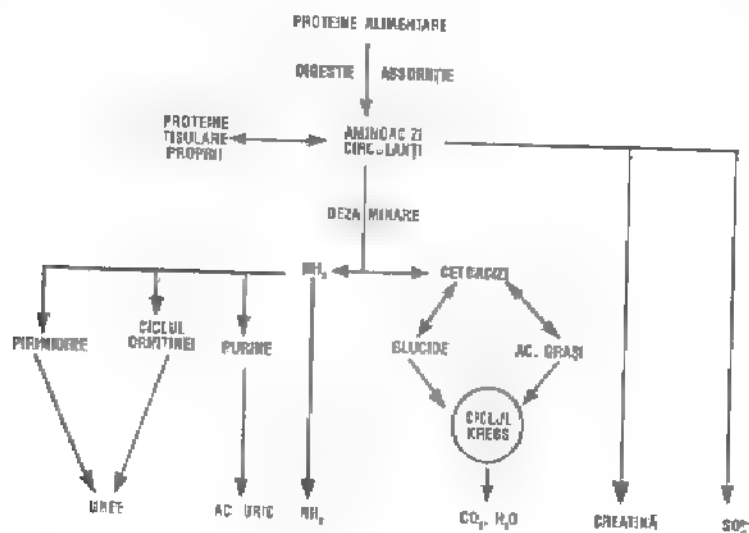 PROTEINE ALIMENTARE
DIGESTIE ABSORBȚIE
PROTEINE
TISULARE
PROPRII
AMINOACIZI
CIRCULANȚI
DEZAMINARE
NH₃
CETOACIZI
PIRIMIDINE
CICLUL
ORNITINEI
PURINE
GLUCIDE
AC. GRAȘI
CICLUL
KREBS
UREE
AC URIC
NH₃
CO₂, H₂O
CREATINĂ